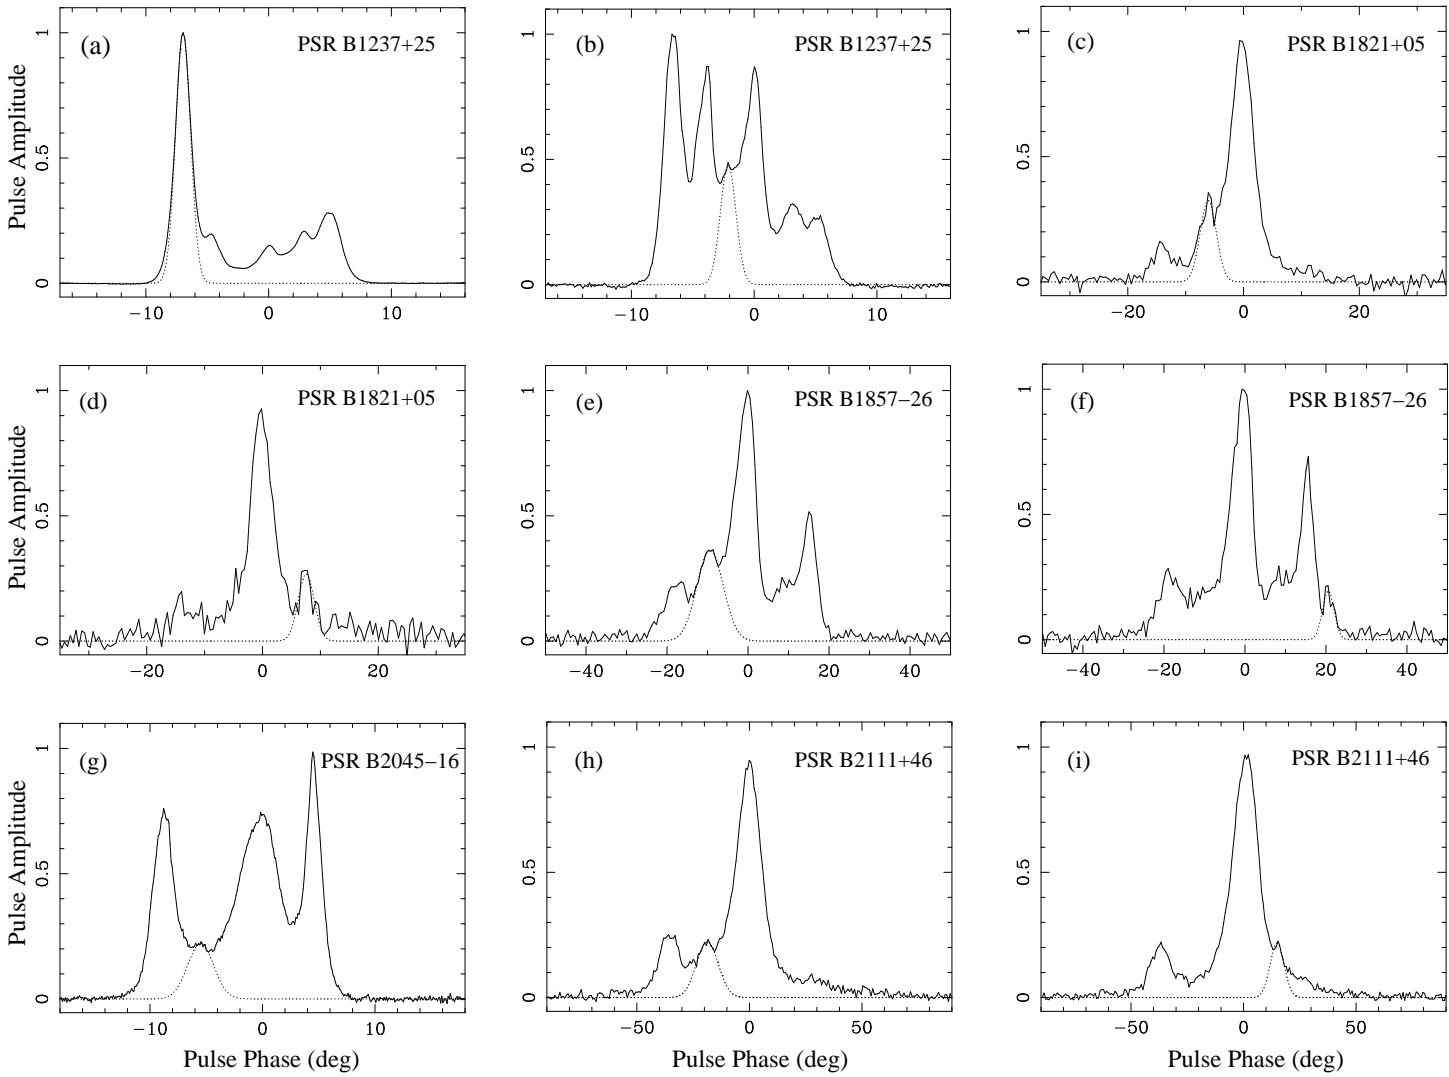 (a) PSR B1237+25
1
0.5
0
Pulse Amplitude
−10 0 10
(b) PSR B1237+25
1
0.5
0
−10 0 10
(c) PSR B1821+05
1
0.5
0
−20 0 20
(d) PSR B1821+05
1
0.5
0
Pulse Amplitude
−20 0 20
(e) PSR B1857−26
1
0.5
0
−40 −20 0 20 40
(f) PSR B1857−26
1
0.5
0
−40 −20 0 20 40
(g) PSR B2045−16
1
0.5
0
Pulse Amplitude
−10 0 10
Pulse Phase (deg)
(h) PSR B2111+46
1
0.5
0
−50 0 50
Pulse Phase (deg)
(i) PSR B2111+46
1
0.5
0
−50 0 50
Pulse Phase (deg)